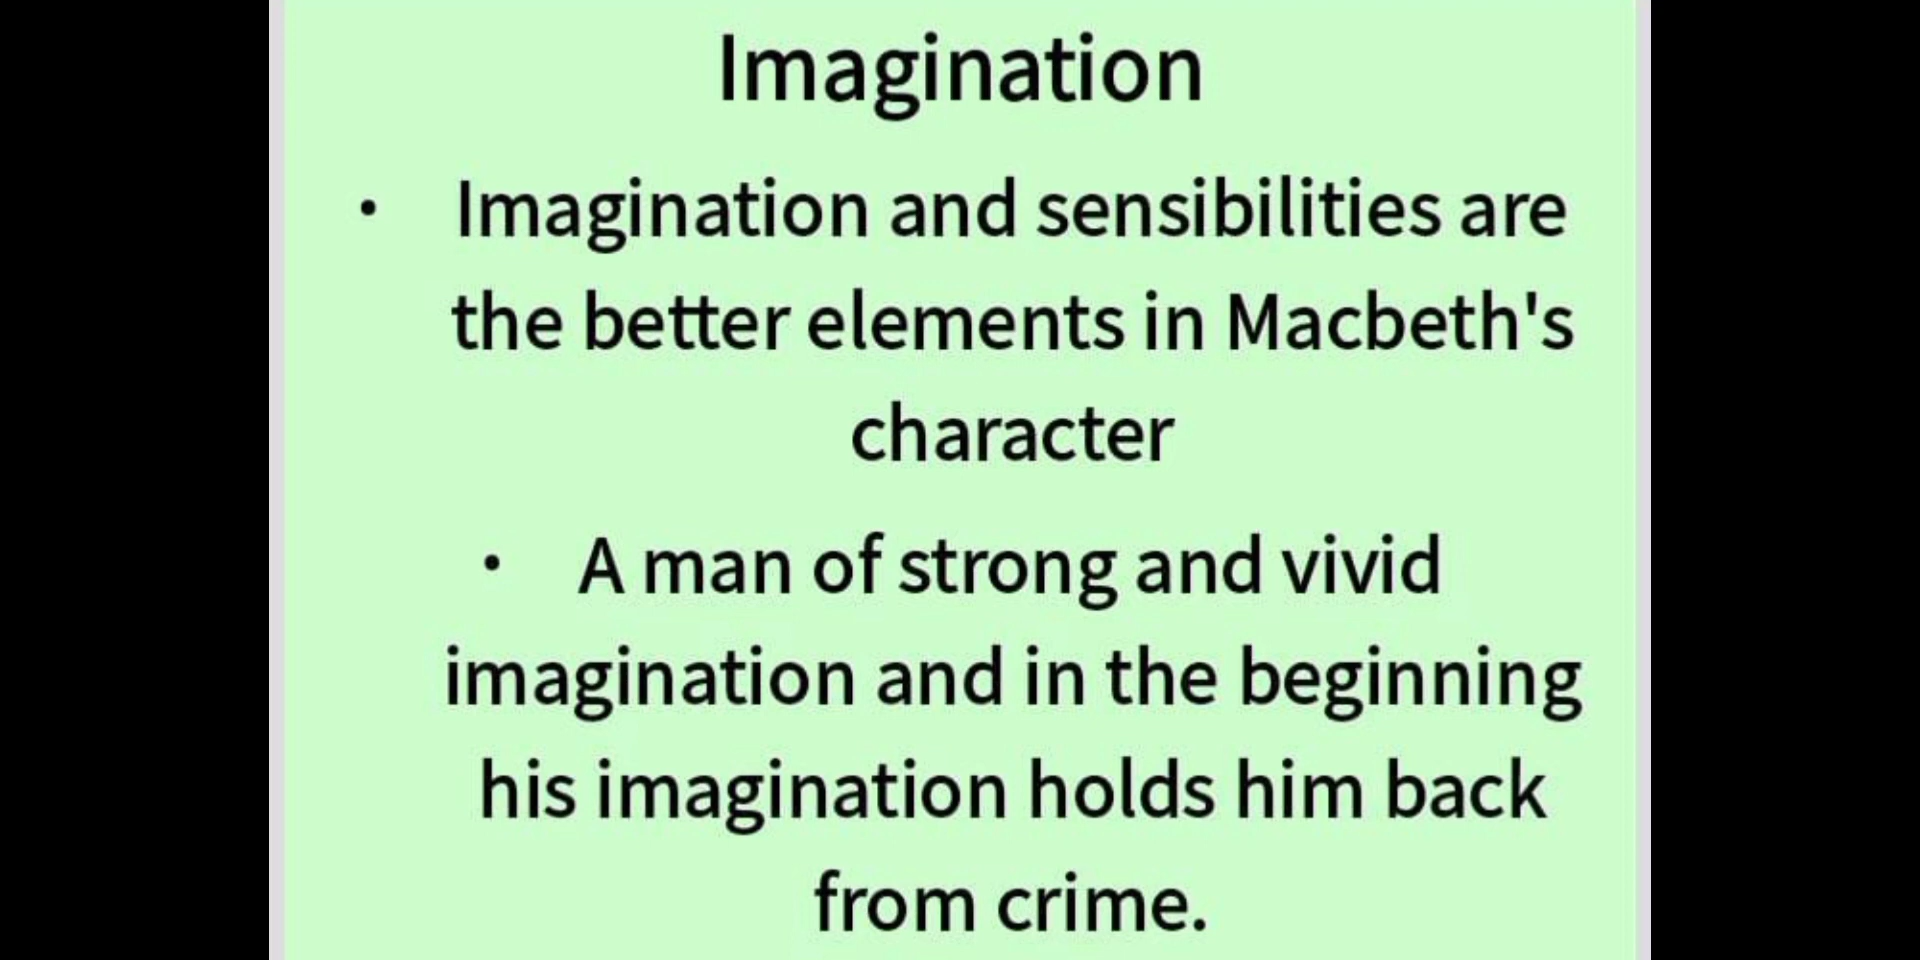 Imagination
• Imagination and sensibilities are
the better elements in Macbeth's
character
• A man of strong and vivid
imagination and in the beginning
his imagination holds him back
from crime.